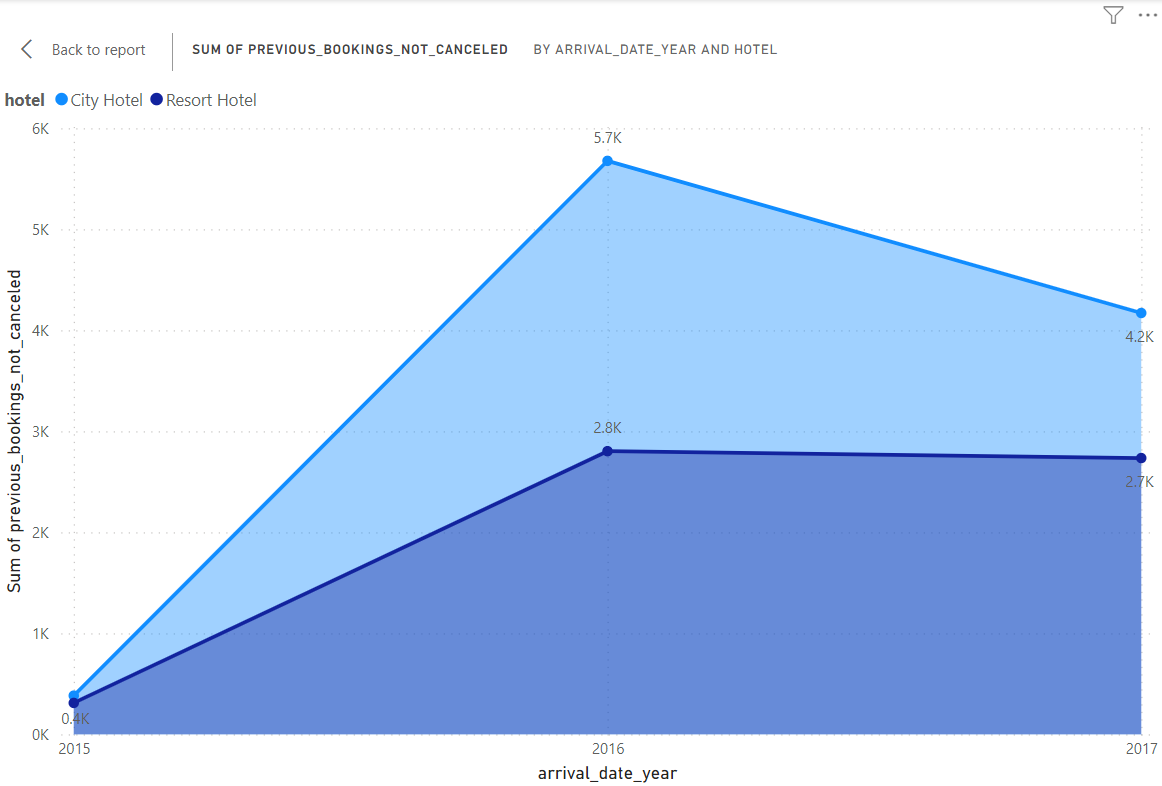 Back to report SUM OF PREVIOUS_BOOKINGS_NOT_CANCELED BY ARRIVAL_DATE_YEAR AND HOTEL
hotel City Hotel Resort Hotel
Sum of previous_bookings_not_canceled
6K
5K
4K
3K
2K
1K
0K
5.7K
4.2K
2.8K
2.7K
0.4K
2015 2016 2017
arrival_date_year